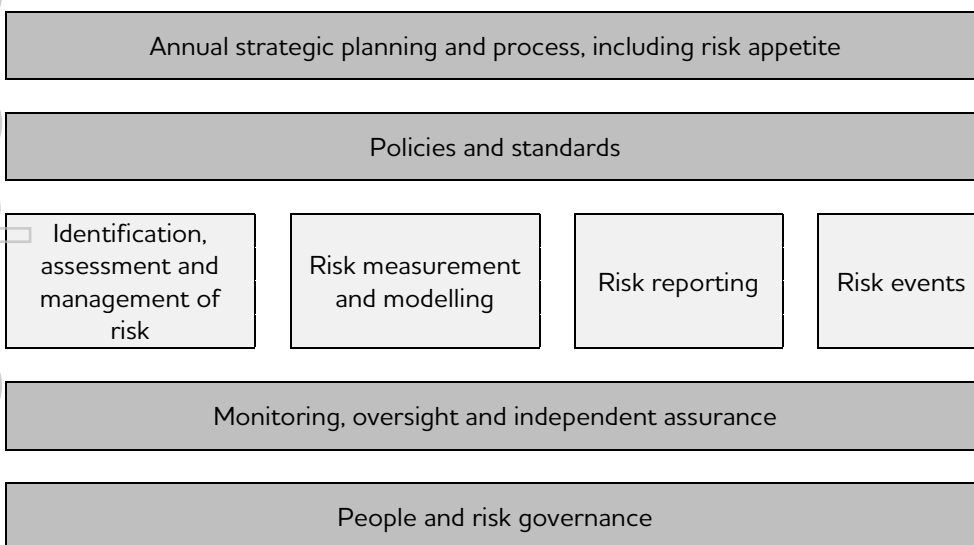 Annual strategic planning and process, including risk appetite
Policies and standards
Identification,
assessment and
management of
risk
Risk measurement
and modelling
Risk reporting
Risk events
Monitoring, oversight and independent assurance
People and risk governance